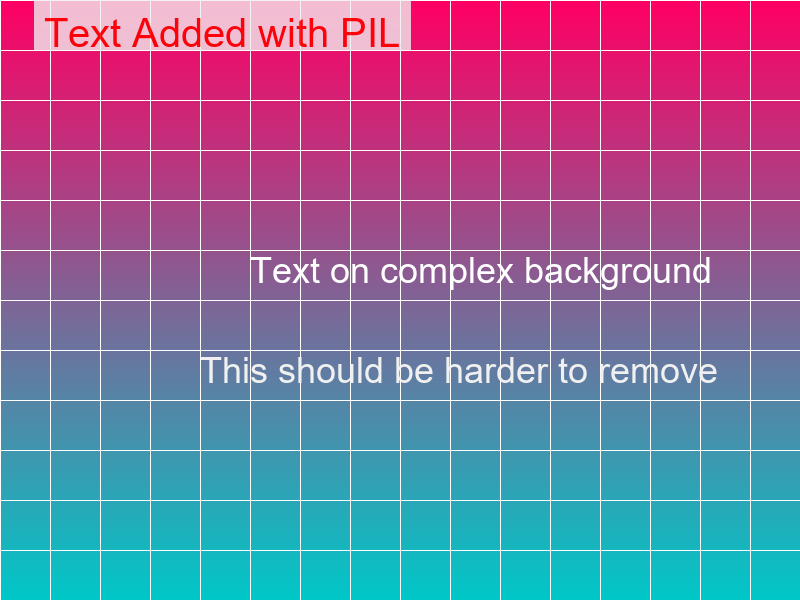 Text Added with PIL
Text on complex background
This should be harder to remove